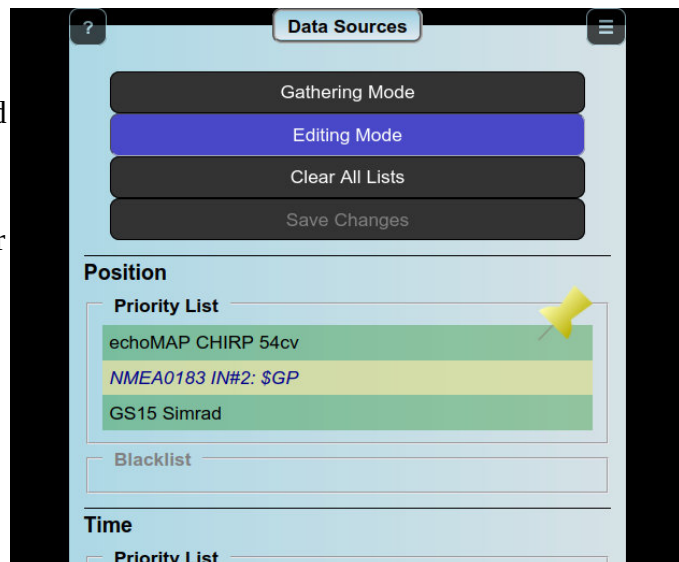 ?
Data Sources
☰
Gathering Mode
Editing Mode
Clear All Lists
Save Changes
Position
Priority List
echoMAP CHIRP 54cv
NMEA0183 IN#2: $GP
GS15 Simrad
Blacklist
Time
Priority List